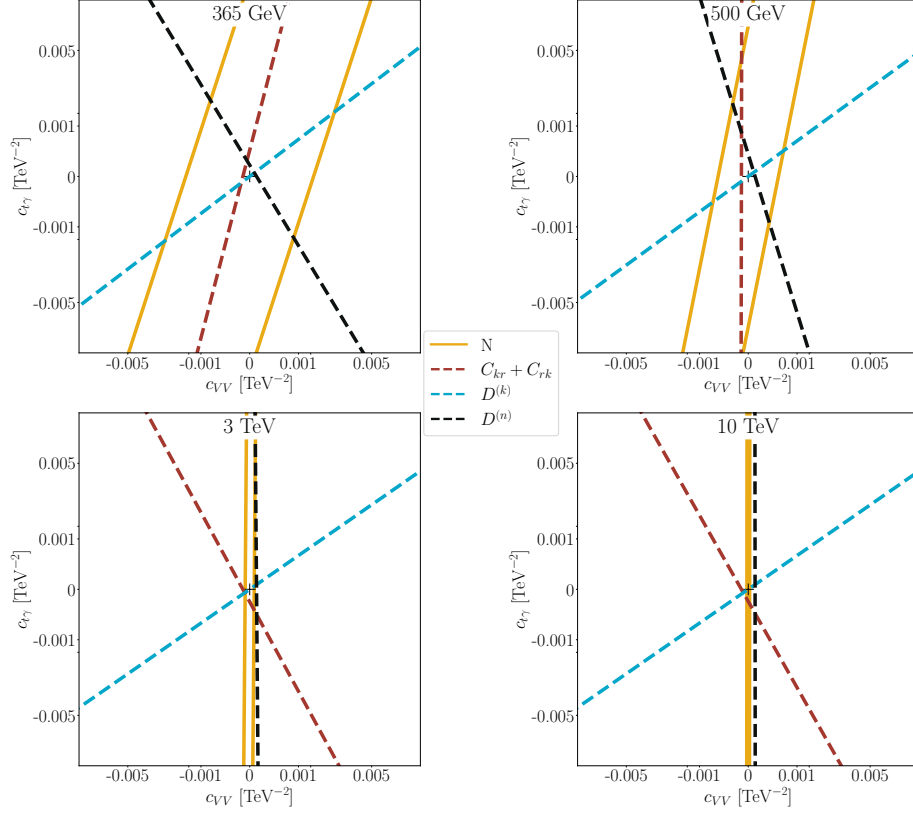 365 GeV
0.005
0.001
0
-0.001
-0.005
c_{tγ} [TeV^{-2}]
-0.005
-0.001
0
0.001
0.005
c_{VV} [TeV^{-2}]
500 GeV
0.005
0.001
0
-0.001
-0.005
c_{tγ} [TeV^{-2}]
-0.005
-0.001
0
0.001
0.005
c_{VV} [TeV^{-2}]
N
C_{kr} + C_{rk}
D^{(k)}
D^{(n)}
3 TeV
0.005
0.001
0
-0.001
-0.005
c_{tγ} [TeV^{-2}]
-0.005
-0.001
0
0.001
0.005
c_{VV} [TeV^{-2}]
10 TeV
0.005
0.001
0
-0.001
-0.005
c_{tγ} [TeV^{-2}]
-0.005
-0.001
0
0.001
0.005
c_{VV} [TeV^{-2}]